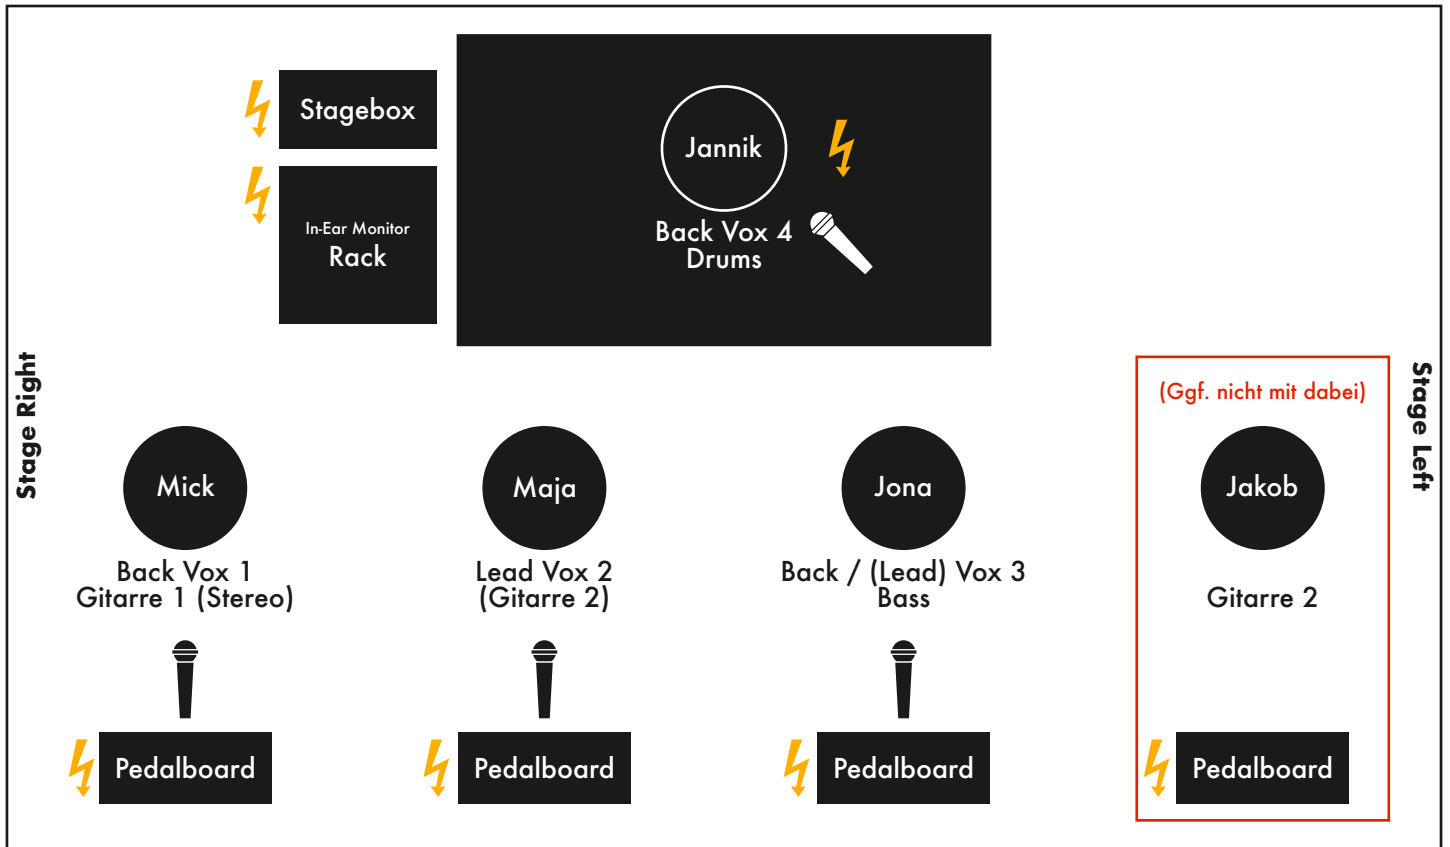 Stagebox
In-Ear Monitor
Rack
Jannik
Back Vox 4
Drums
Stage Right
Stage Left
Mick
Back Vox 1
Gitarre 1 (Stereo)
Pedalboard
Maja
Lead Vox 2
(Gitarre 2)
Pedalboard
Jona
Back / (Lead) Vox 3
Bass
Pedalboard
(Ggf. nicht mit dabei)
Jakob
Gitarre 2
Pedalboard